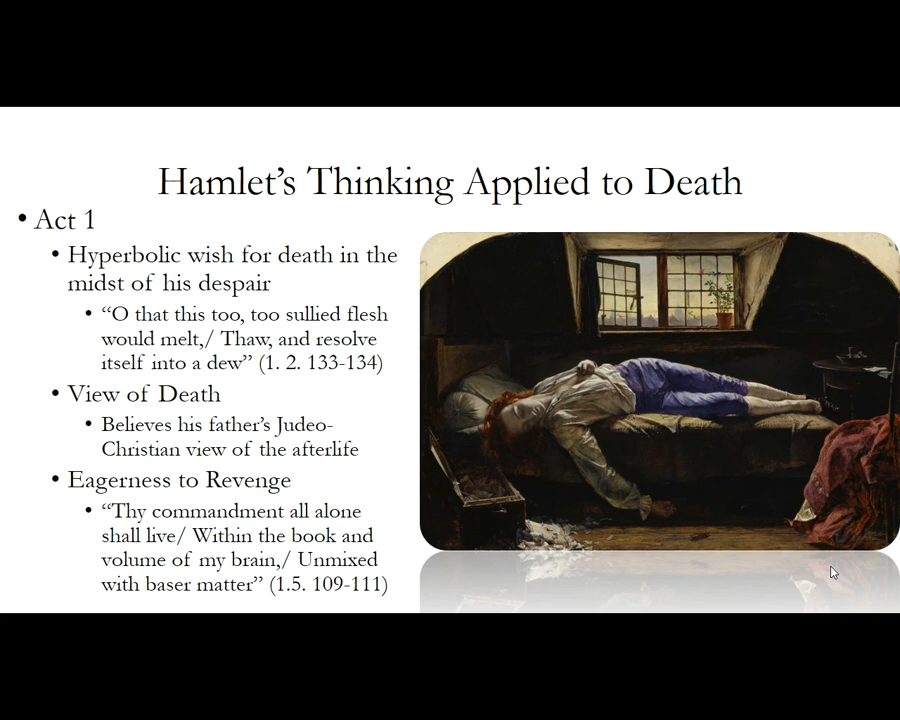 Hamlet’s Thinking Applied to Death
• Act 1
• Hyperbolic wish for death in the
midst of his despair
• “O that this too, too sullied flesh
would melt,/ Thaw, and resolve
itself into a dew” (1. 2. 133-134)
• View of Death
• Believes his father’s Judeo-
Christian view of the afterlife
• Eagerness to Revenge
• “Thy commandment all alone
shall live/ Within the book and
volume of my brain,/ Unmixed
with baser matter” (1.5. 109-111)